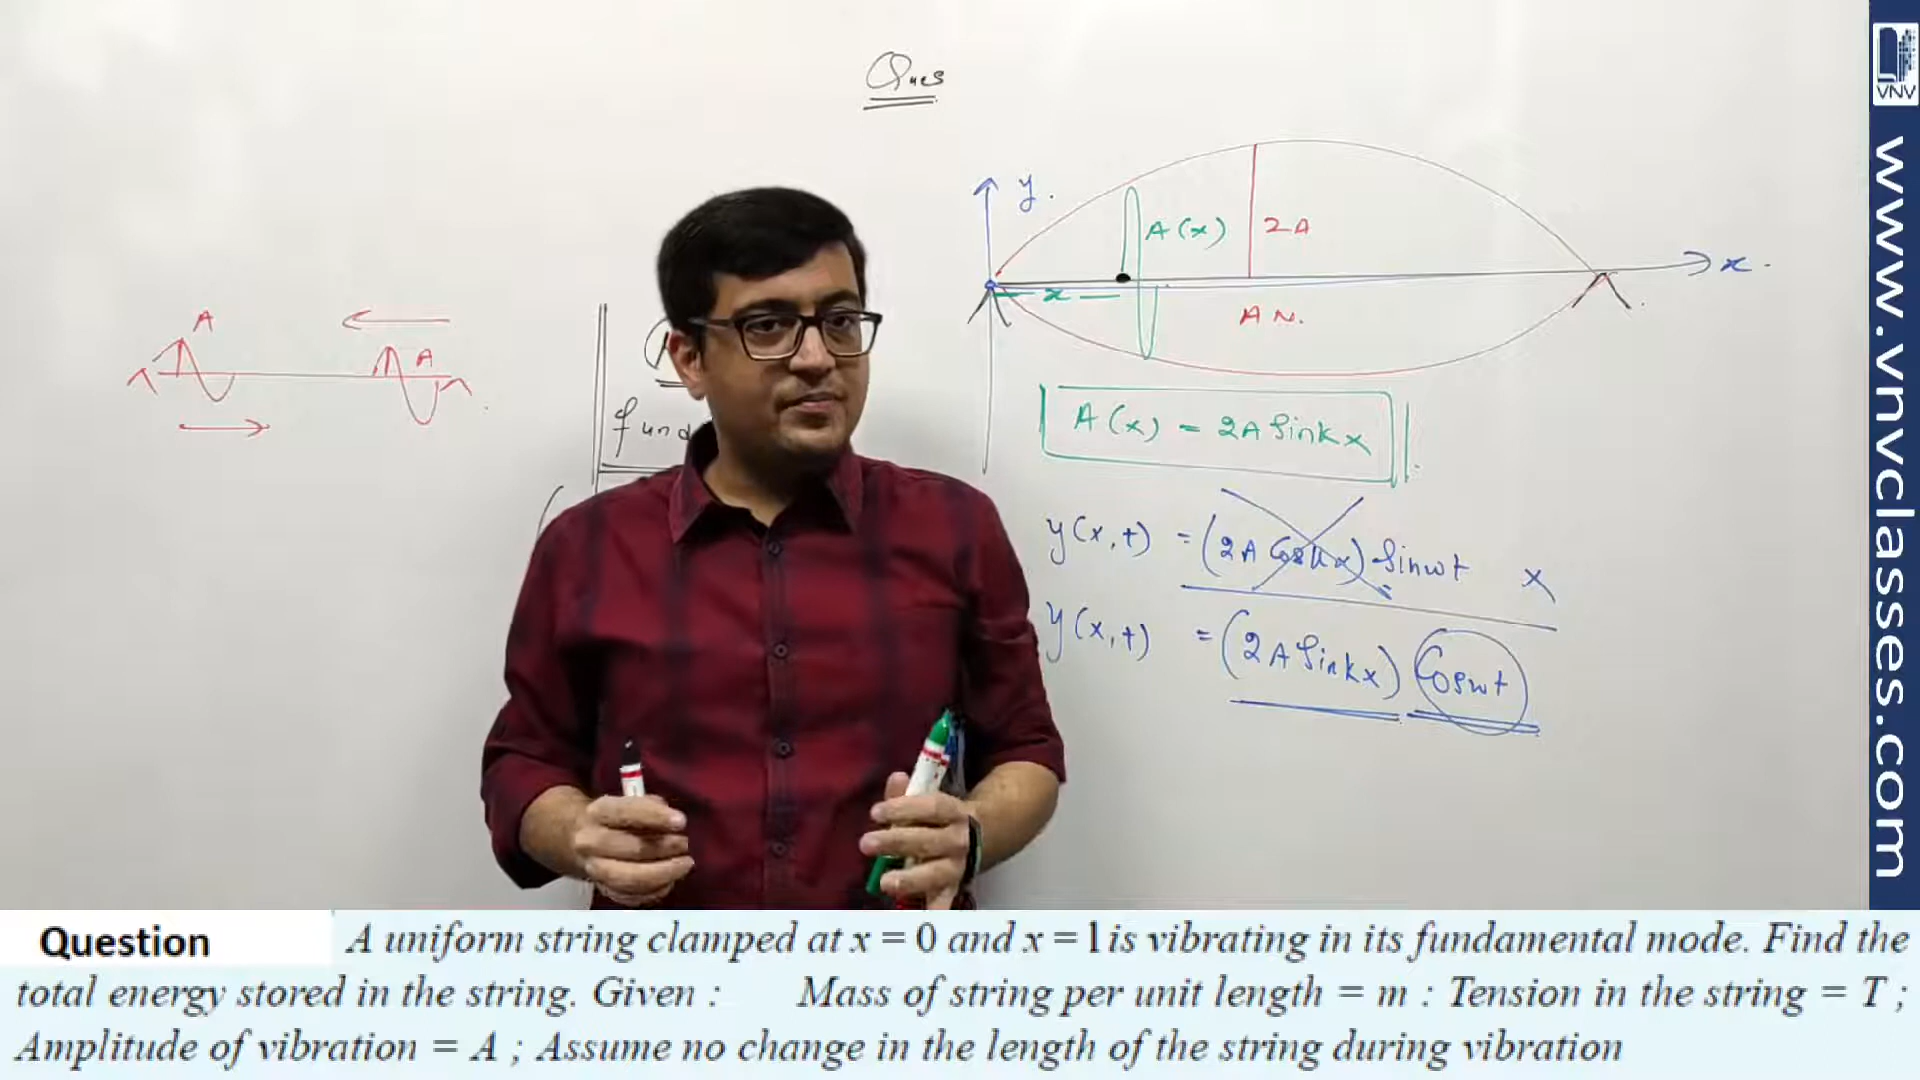 Ques
y.
A(x)
2A
x.
x
A N.
A
A
fund
A(x) = 2A sinkx
y(x,t) = (2A coskx) sinωt x
y(x,t) = (2A sinkx) cosωt
VNV
www.vnvclasses.com
Question A uniform string clamped at x = 0 and x = l is vibrating in its fundamental mode. Find the
total energy stored in the string. Given : Mass of string per unit length = m : Tension in the string = T ;
Amplitude of vibration = A ; Assume no change in the length of the string during vibration